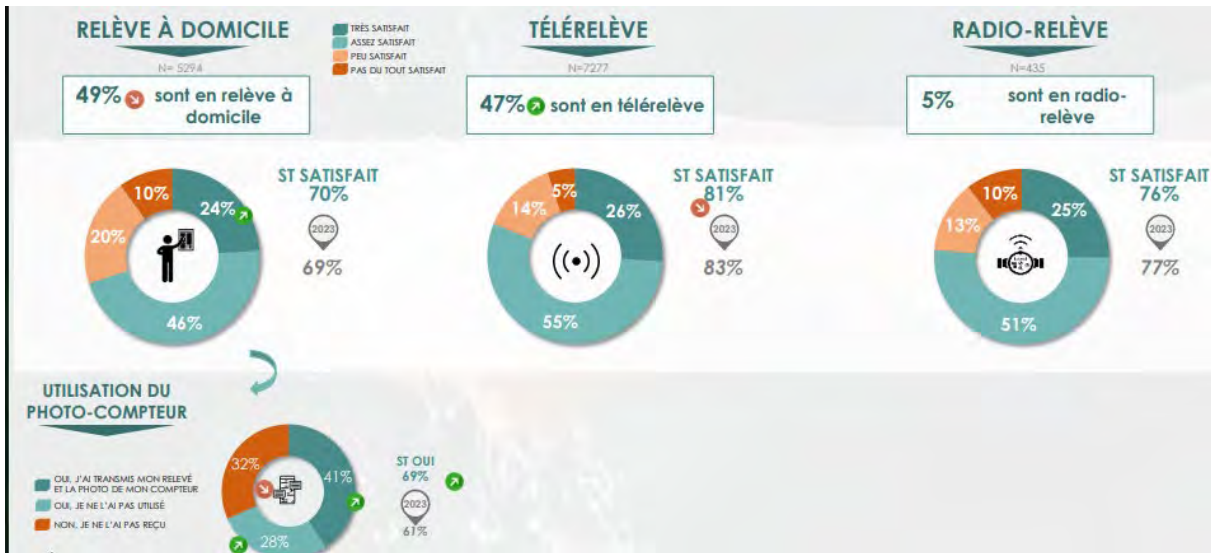 RELÈVE À DOMICILE
N= 5294
49% sont en relève à
domicile
TRÈS SATISFAIT
ASSEZ SATISFAIT
PEU SATISFAIT
PAS DU TOUT SATISFAIT
TÉLÉRELÈVE
N=7277
47% sont en télérelève
RADIO-RELÈVE
N=435
5% sont en radio-
relève
10%
24%
20%
46%
ST SATISFAIT
70%
2023
69%
5%
14%
26%
55%
ST SATISFAIT
81%
2023
83%
10%
25%
13%
51%
ST SATISFAIT
76%
2023
77%
UTILISATION DU
PHOTO-COMPTEUR
OUI, J'AI TRANSMIS MON RELEVÉ
ET LA PHOTO DE MON COMPTEUR
OUI, JE NE L'AI PAS UTILISÉ
NON, JE NE L'AI PAS REÇU
32%
41%
28%
ST OUI
69%
2023
61%